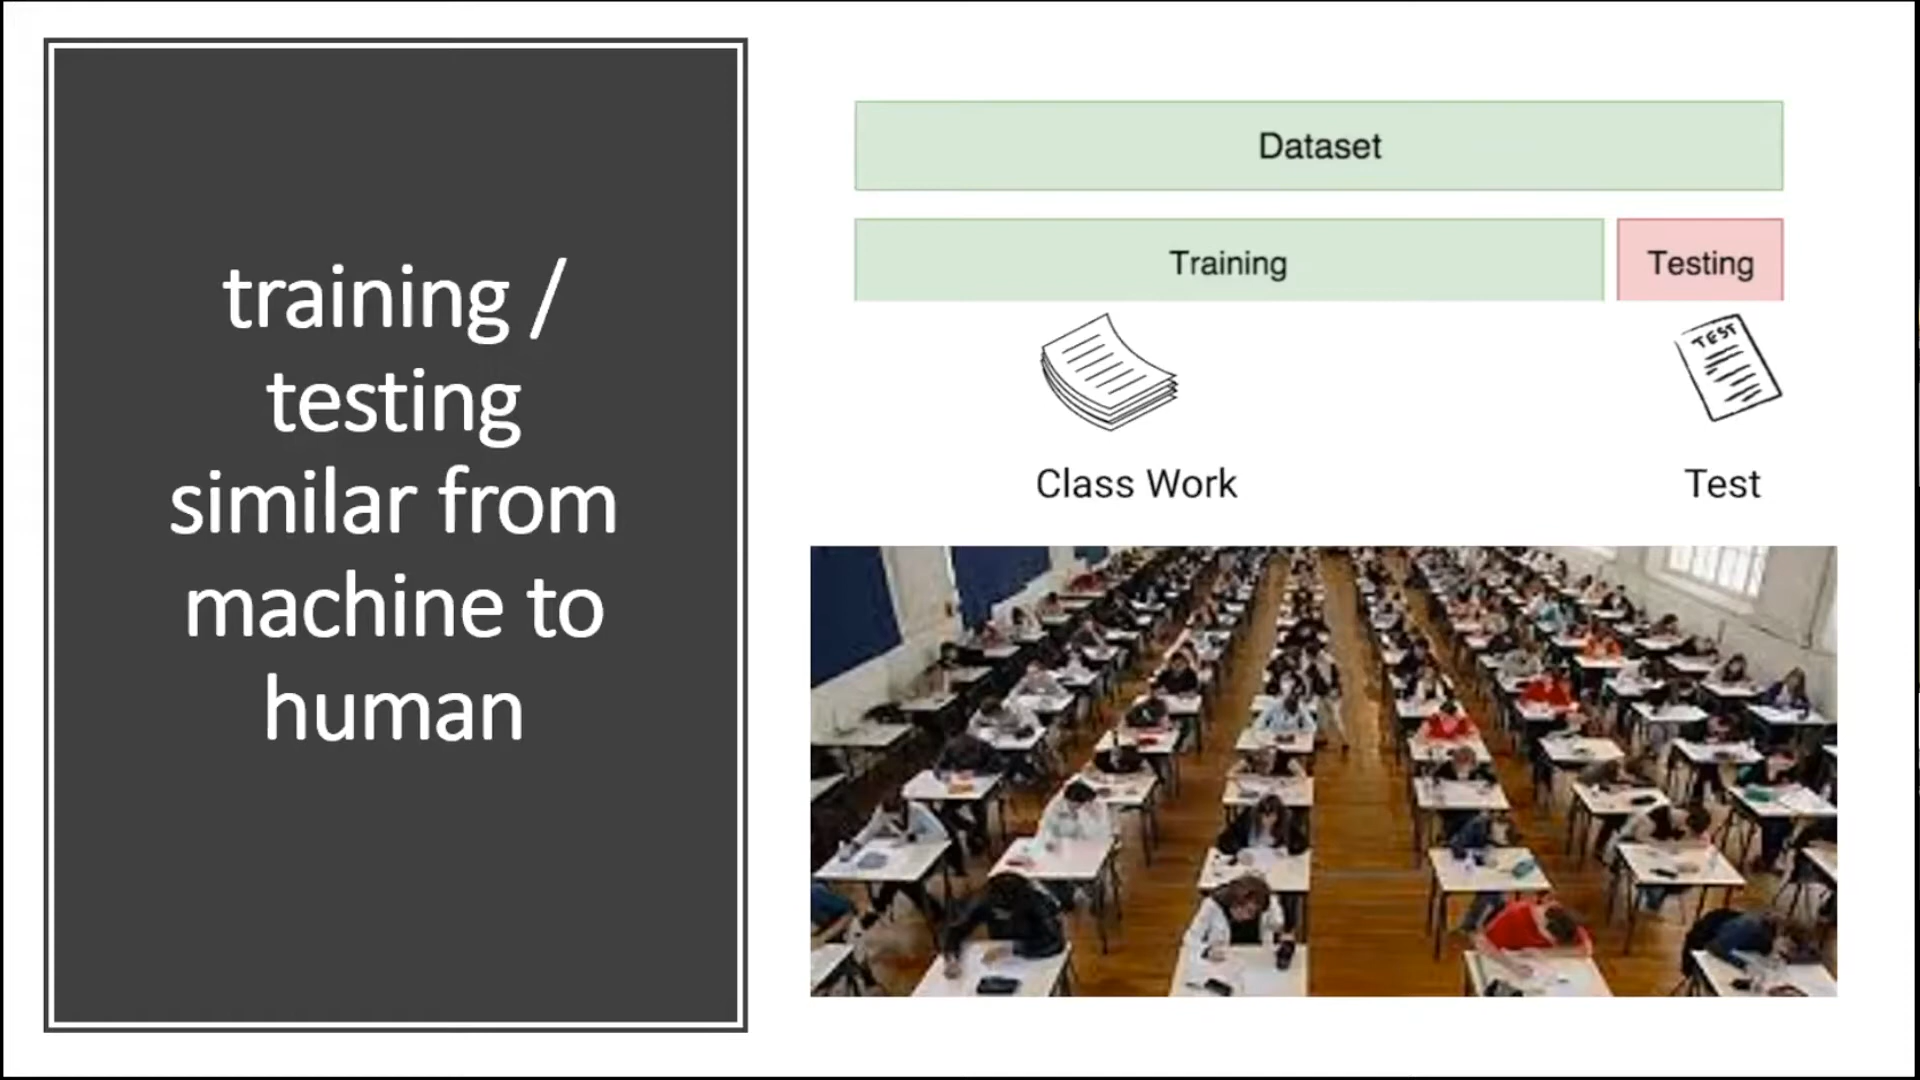 training /
testing
similar from
machine to
human
Dataset
Training
Testing
TEST
Class Work
Test